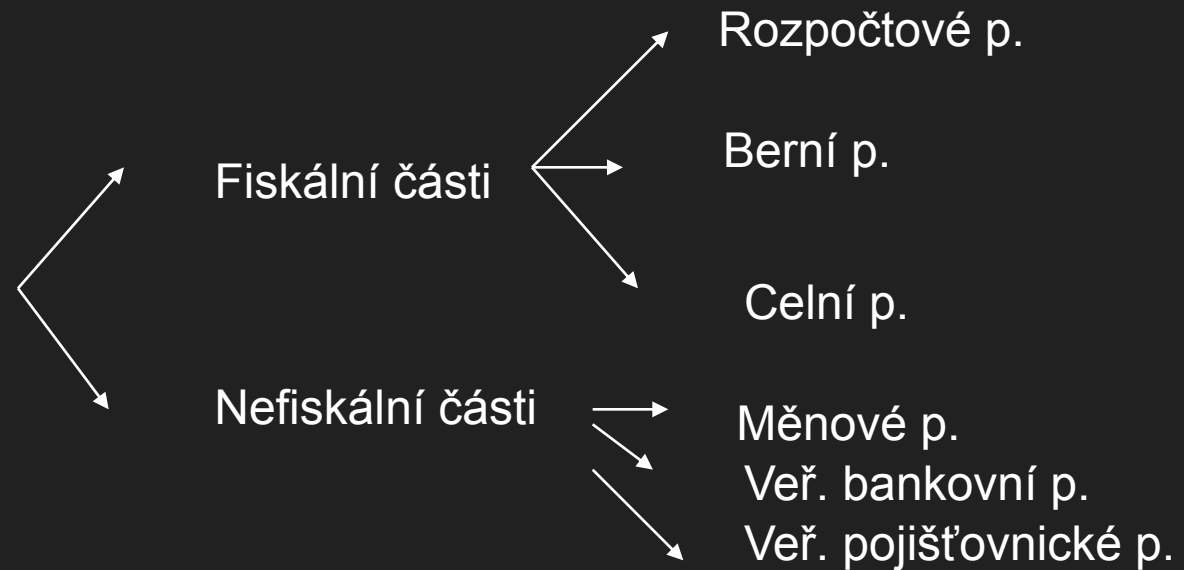 Rozpočtové p.
Berní p.
Fiskální části
Celní p.
Nefiskální části
Měnové p.
Veř. bankovní p.
Veř. pojišťovnické p.